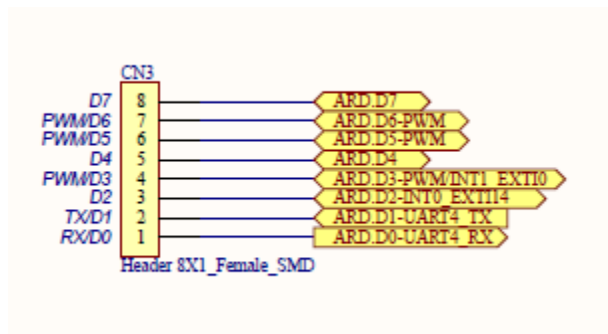 CN3
D7 8 ARD.D7
PWM/D6 7 ARD.D6-PWM
PWM/D5 6 ARD.D5-PWM
D4 5 ARD.D4
PWM/D3 4 ARD.D3-PWM/INT1_EXTI0
D2 3 ARD.D2-INT0_EXTI14
TX/D1 2 ARD.D1-UART4_TX
RX/D0 1 ARD.D0-UART4_RX
Header 8X1_Female_SMD